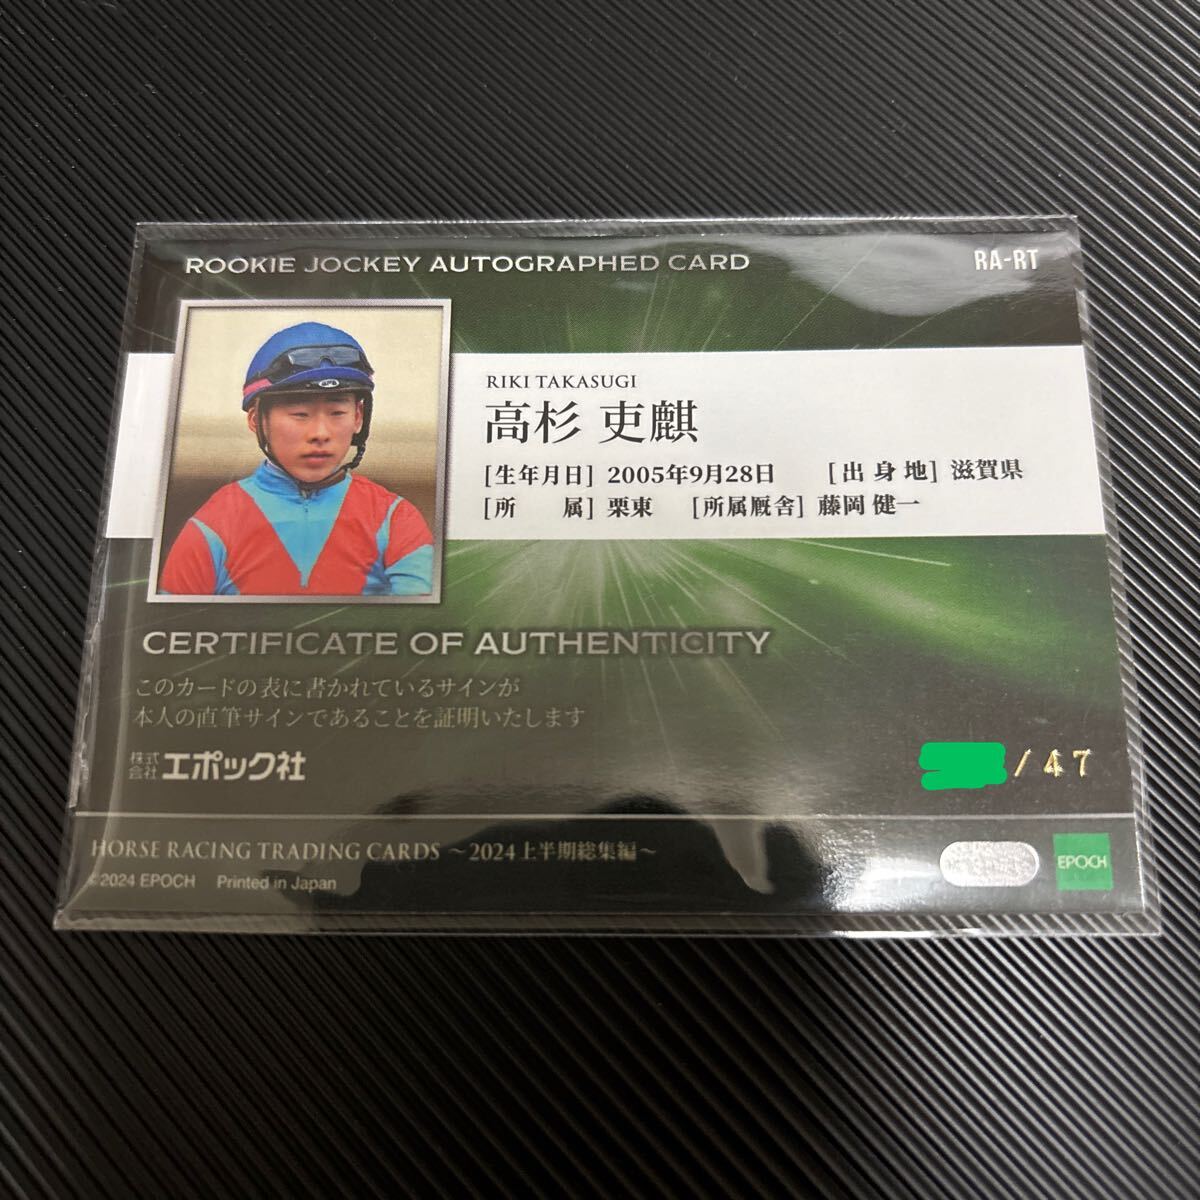 ROOKIE JOCKEY AUTOGRAPHED CARD
RA-RT
RIKI TAKASUGI
高杉 吏麒
[生年月日] 2005年9月28日 [出身地] 滋賀県
[所 属] 栗東 [所属厩舎] 藤岡 健一
CERTIFICATE OF AUTHENTICITY
このカードの表に書かれているサインが
本人の直筆サインであることを証明いたします
株式会社 エポック社
/47
HORSE RACING TRADING CARDS ～2024上半期総集編～
©2024 EPOCH Printed in Japan
EPOCH